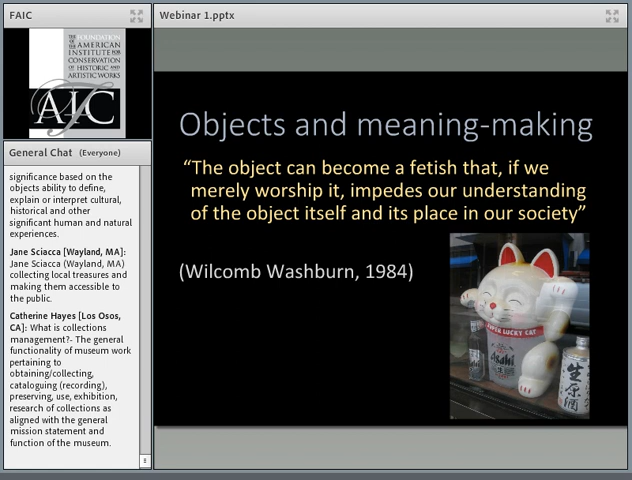 FAIC
THE FOUNDATION
OF THE
AMERICAN
INSTITUTE FOR
CONSERVATION
OF HISTORIC AND
ARTISTIC WORKS
AIC
General Chat (Everyone)
significance based on the
objects ability to define,
explain or interpret cultural,
historical and other
significant human and natural
experiences.
Jane Sciacca [Wayland, MA]:
Jane Sciacca (Wayland, MA)
collecting local treasures and
making them accessible to
the public.
Catherine Hayes [Los Osos,
CA]: What is collections
management?- The general
functionality of museum work
pertaining to
obtaining/collecting,
cataloguing (recording),
preserving, use, exhibition,
research of collections as
aligned with the general
mission statement and
function of the museum.
Webinar 1.pptx
Objects and meaning-making
“The object can become a fetish that, if we
merely worship it, impedes our understanding
of the object itself and its place in our society”
(Wilcomb Washburn, 1984)
SUPER LUCKY CAT
Asahi
生原酒